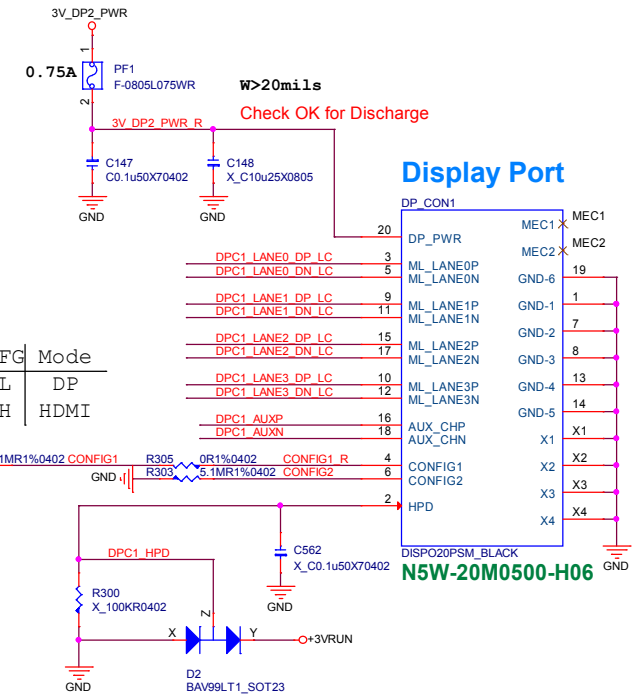 3V_DP2_PWR
1
0.75A
PF1
F-0805L075WR
2
W>20mils
Check OK for Discharge
3V_DP2_PWR_R
C147
C0.1u50X70402
C148
X_C10u25X0805
GND
GND
Display Port
DP_CON1
MEC1
MEC1
MEC2
MEC2
20
DP_PWR
DPC1_LANE0_DP_LC
3
ML_LANE0P
DPC1_LANE0_DN_LC
5
ML_LANE0N
DPC1_LANE1_DP_LC
9
ML_LANE1P
DPC1_LANE1_DN_LC
11
ML_LANE1N
DPC1_LANE2_DP_LC
15
ML_LANE2P
DPC1_LANE2_DN_LC
17
ML_LANE2N
DPC1_LANE3_DP_LC
10
ML_LANE3P
DPC1_LANE3_DN_LC
12
ML_LANE3N
DPC1_AUXP
16
AUX_CHP
DPC1_AUXN
18
AUX_CHN
GND-6
19
GND-1
1
GND-2
7
GND-3
8
GND-4
13
GND-5
14
X1
X1
X2
X2
X3
X3
X4
X4
GND
FG Mode
L DP
H HDMI
1MR1%0402
CONFIG1
R305
0R1%0402
CONFIG1_R
4
CONFIG1
GND
R303
5.1MR1%0402
CONFIG2
6
CONFIG2
2
HPD
DPC1_HPD
C562
X_C0.1u50X70402
GND
DISPO20PSM_BLACK
N5W-20M0500-H06
R300
X_100KR0402
GND
X
Z
Y
+3VRUN
D2
BAV99LT1_SOT23